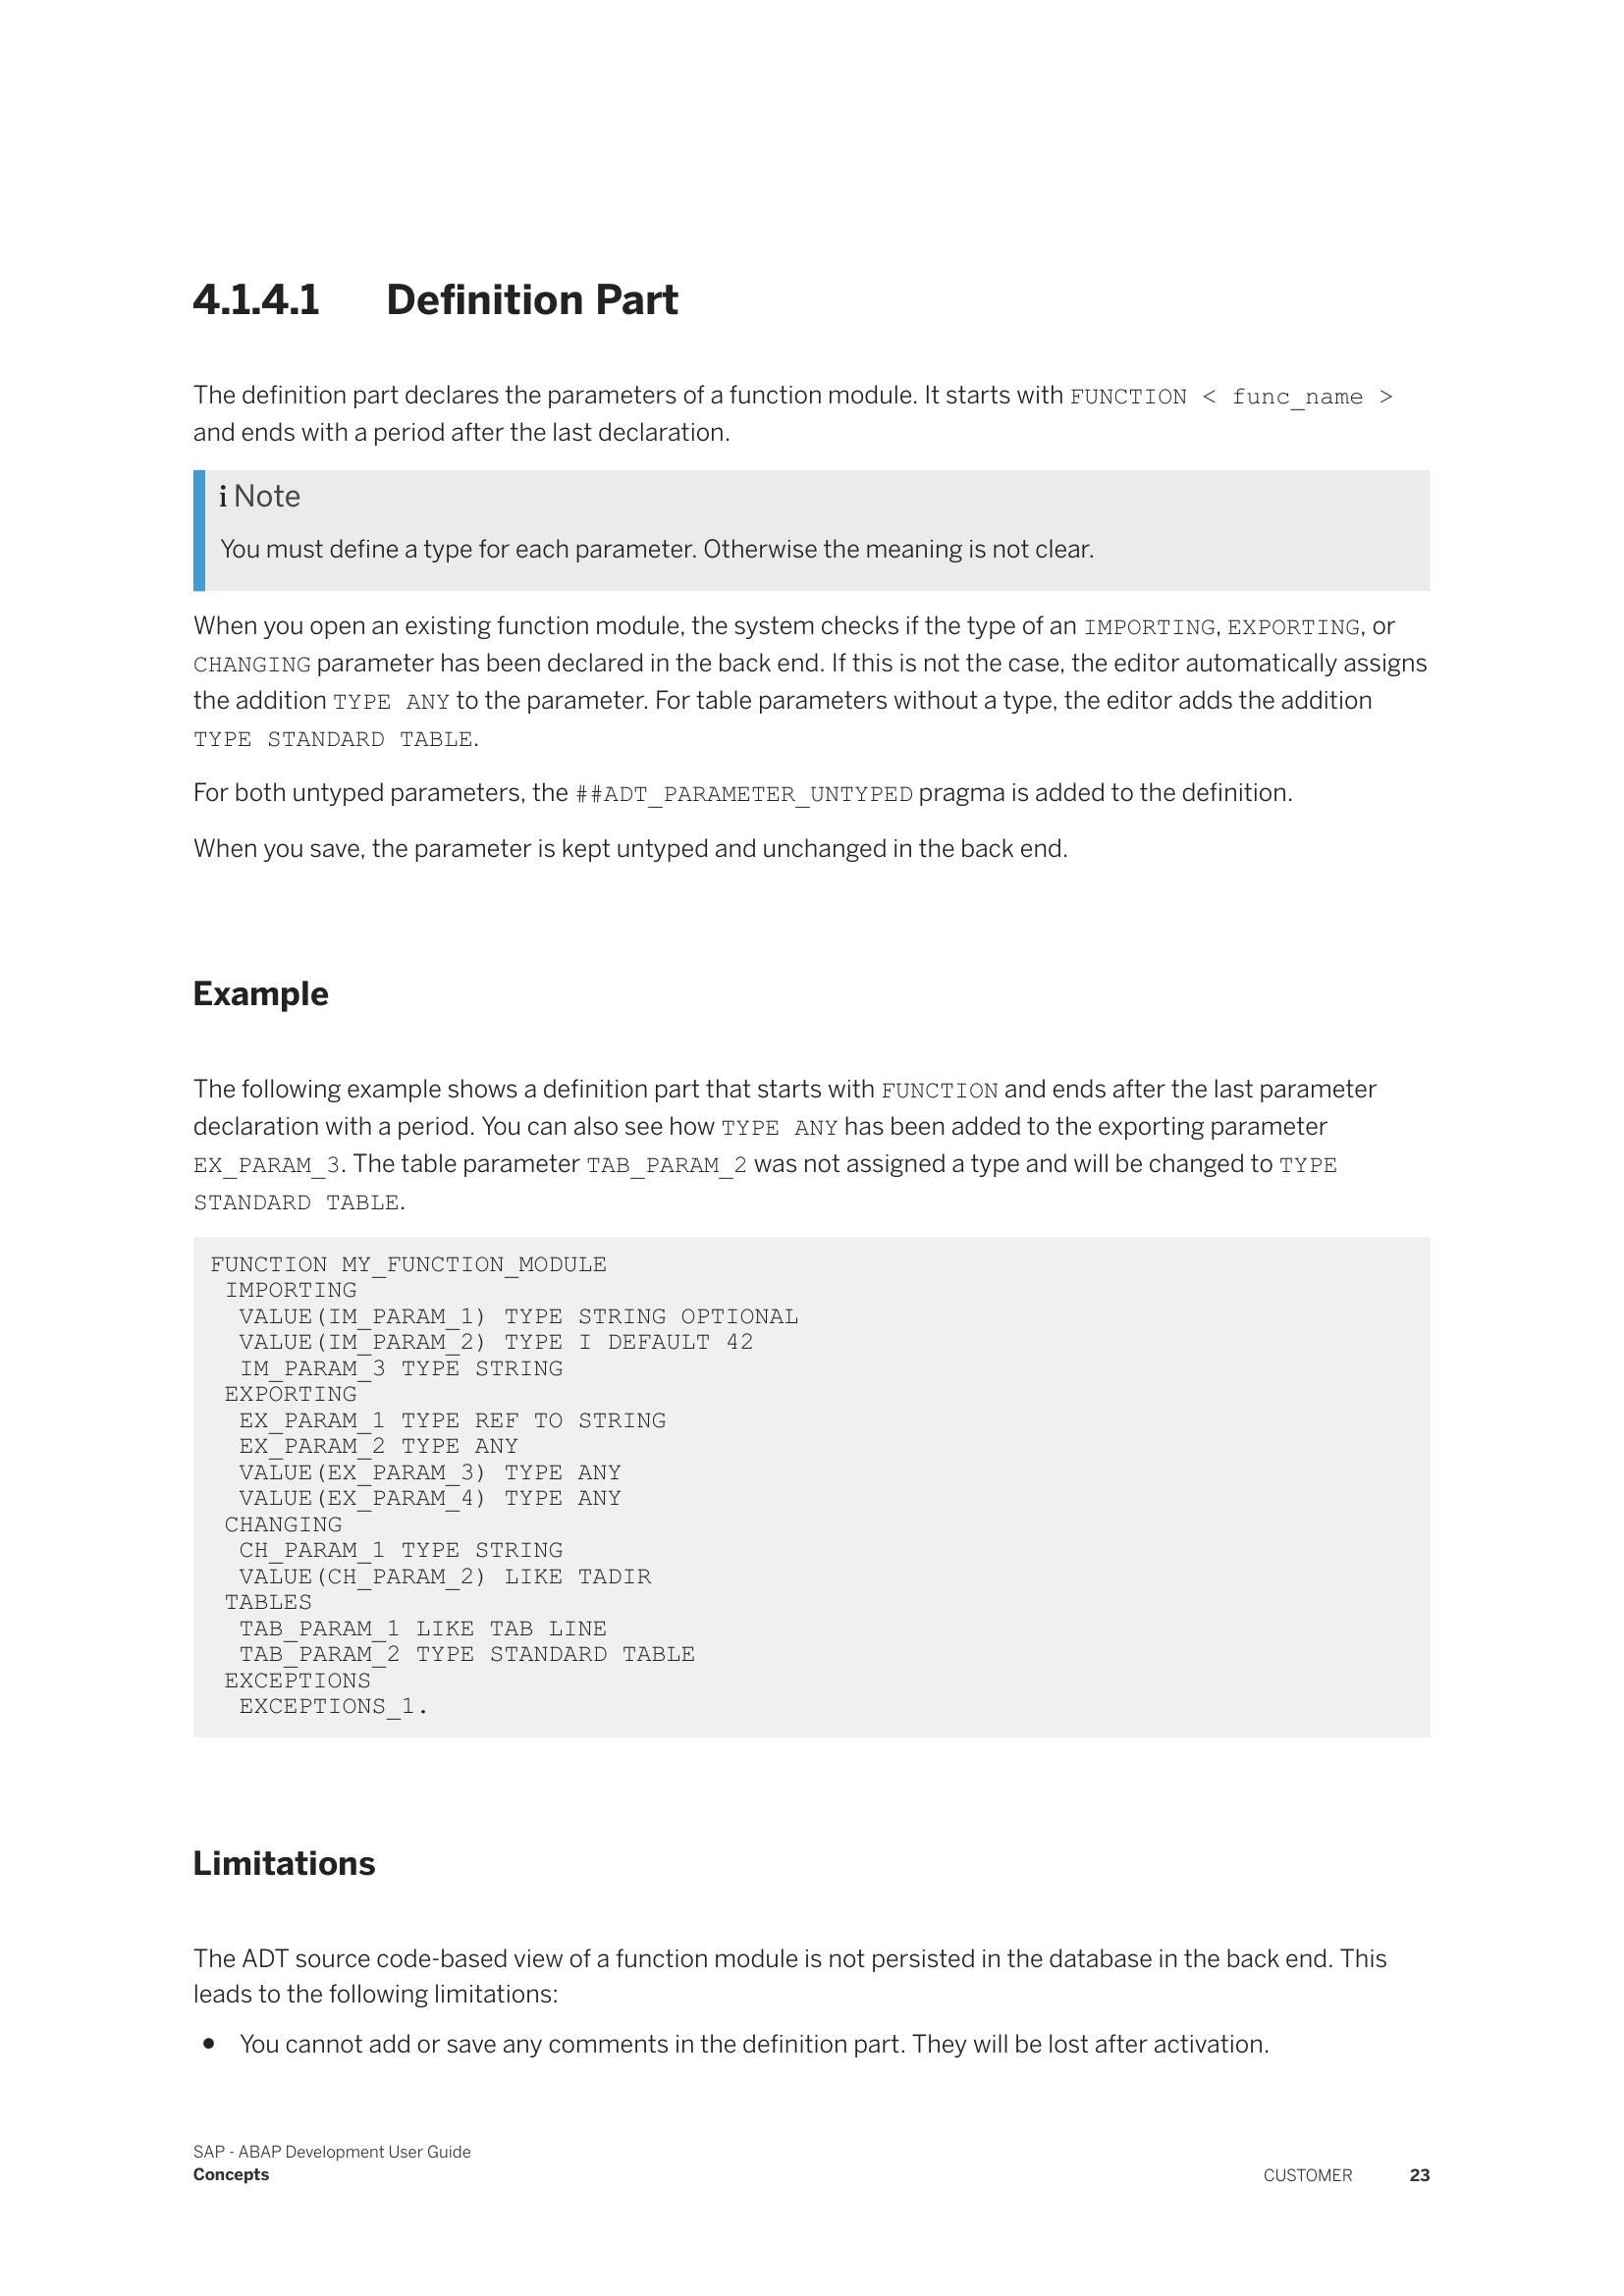 4.1.4.1 Definition Part
The definition part declares the parameters of a function module. It starts with FUNCTION < func_name >
and ends with a period after the last declaration.
i Note
You must define a type for each parameter. Otherwise the meaning is not clear.
When you open an existing function module, the system checks if the type of an IMPORTING, EXPORTING, or
CHANGING parameter has been declared in the back end. If this is not the case, the editor automatically assigns
the addition TYPE ANY to the parameter. For table parameters without a type, the editor adds the addition
TYPE STANDARD TABLE.
For both untyped parameters, the ##ADT_PARAMETER_UNTYPED pragma is added to the definition.
When you save, the parameter is kept untyped and unchanged in the back end.
Example
The following example shows a definition part that starts with FUNCTION and ends after the last parameter
declaration with a period. You can also see how TYPE ANY has been added to the exporting parameter
EX_PARAM_3. The table parameter TAB_PARAM_2 was not assigned a type and will be changed to TYPE
STANDARD TABLE.
FUNCTION MY_FUNCTION_MODULE
IMPORTING
VALUE(IM_PARAM_1) TYPE STRING OPTIONAL
VALUE(IM_PARAM_2) TYPE I DEFAULT 42
IM_PARAM_3 TYPE STRING
EXPORTING
EX_PARAM_1 TYPE REF TO STRING
EX_PARAM_2 TYPE ANY
VALUE(EX_PARAM_3) TYPE ANY
VALUE(EX_PARAM_4) TYPE ANY
CHANGING
CH_PARAM_1 TYPE STRING
VALUE(CH_PARAM_2) LIKE TADIR
TABLES
TAB_PARAM_1 LIKE TAB LINE
TAB_PARAM_2 TYPE STANDARD TABLE
EXCEPTIONS
EXCEPTIONS_1.
Limitations
The ADT source code-based view of a function module is not persisted in the database in the back end. This
leads to the following limitations:
● You cannot add or save any comments in the definition part. They will be lost after activation.
SAP - ABAP Development User Guide
Concepts
CUSTOMER 23